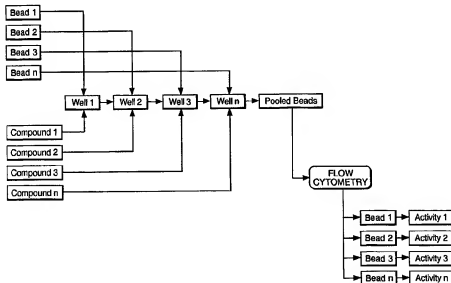 Bead 1
Bead 2
Bead 3
Bead n
Well 1
Well 2
Well 3
Well n
Pooled Beads
Compound 1
Compound 2
Compound 3
Compound n
FLOW
CYTOMETRY
Bead 1
Activity 1
Bead 2
Activity 2
Bead 3
Activity 3
Bead n
Activity n